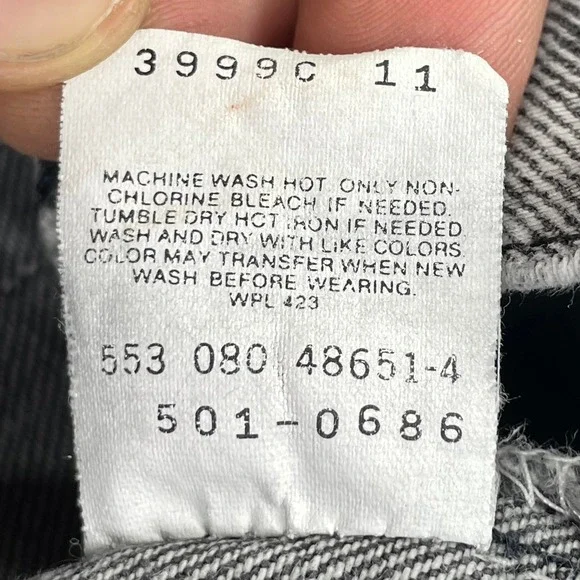 3999C 11
MACHINE WASH HOT. ONLY NON-
CHLORINE BLEACH IF NEEDED.
TUMBLE DRY HOT IRON IF NEEDED.
WASH AND DRY WITH LIKE COLORS
COLOR MAY TRANSFER WHEN NEW
WASH BEFORE WEARING.
WPL 423
553 080 48651-4
501-0686